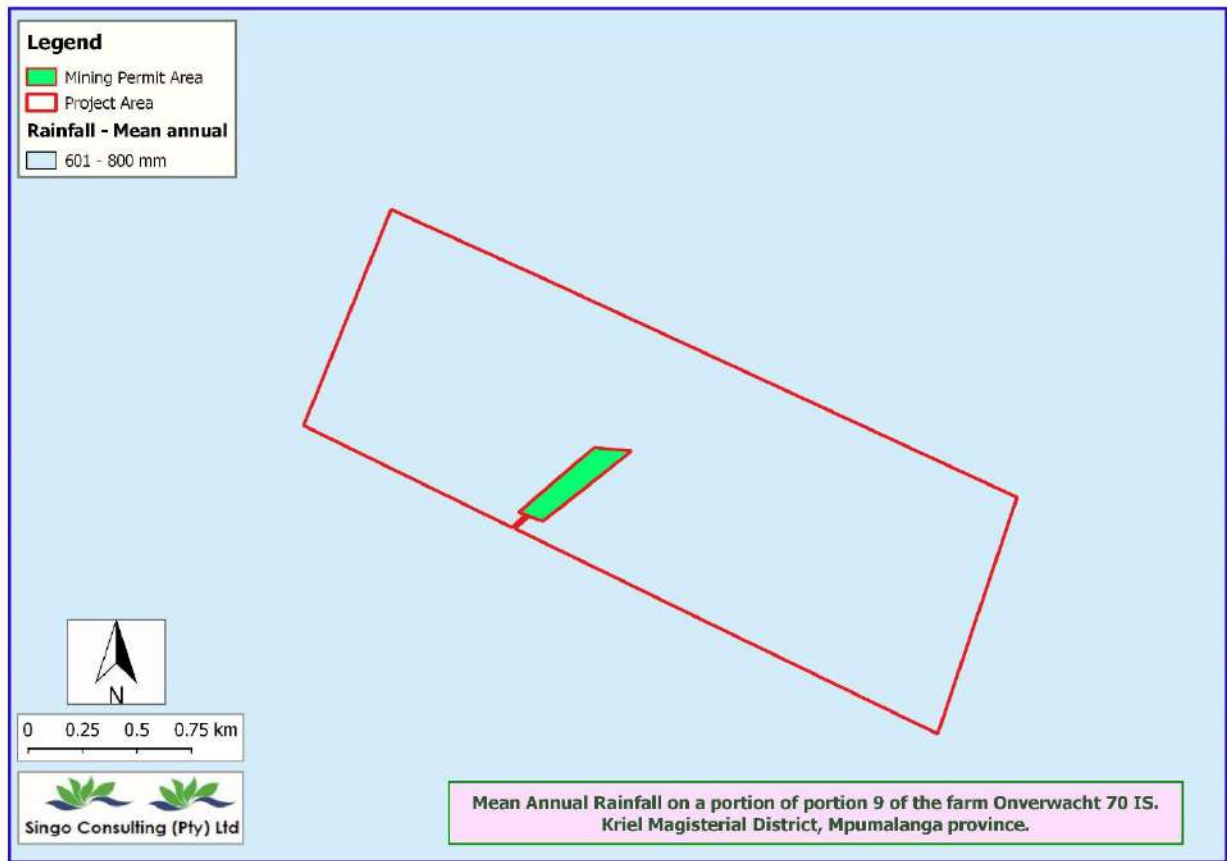 Legend
Mining Permit Area
Project Area
Rainfall - Mean annual
601 - 800 mm
N
0 0.25 0.5 0.75 km
Singo Consulting (Pty) Ltd
Mean Annual Rainfall on a portion of portion 9 of the farm Onverwacht 70 IS.
Kriel Magisterial District, Mpumalanga province.